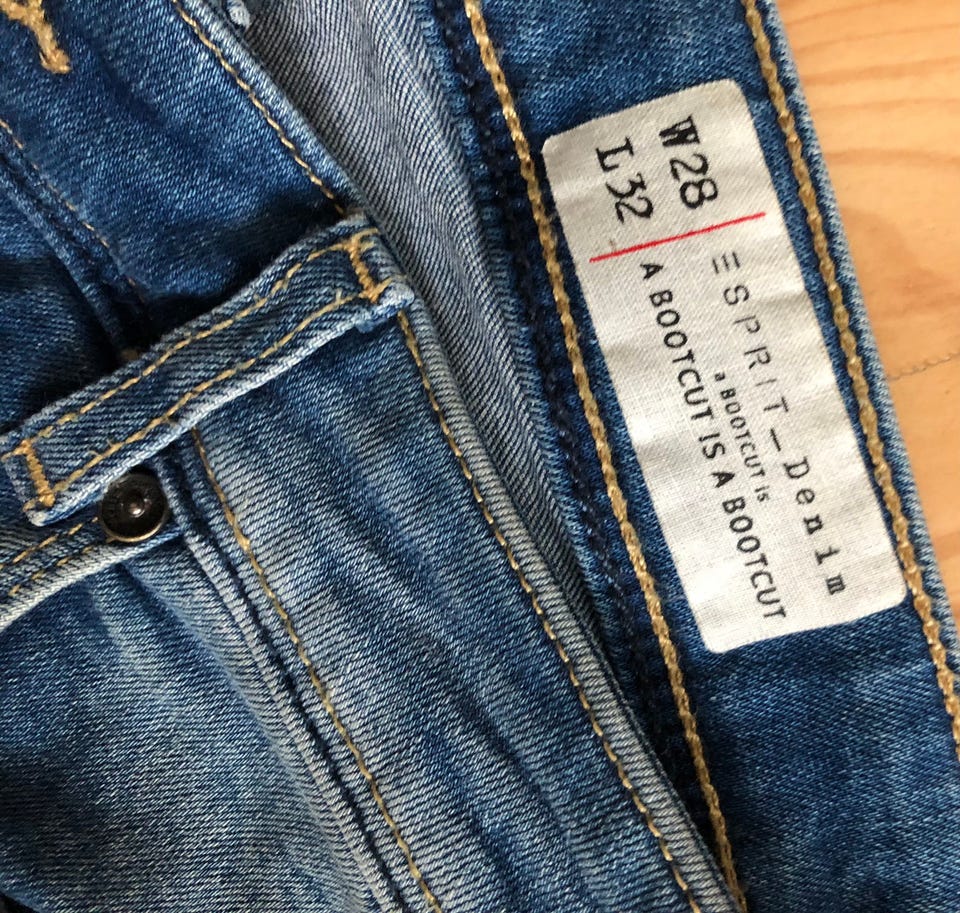 W28
L32
ESPRIT_Denim
a BOOTCUT is
A BOOTCUT IS A BOOTCUT